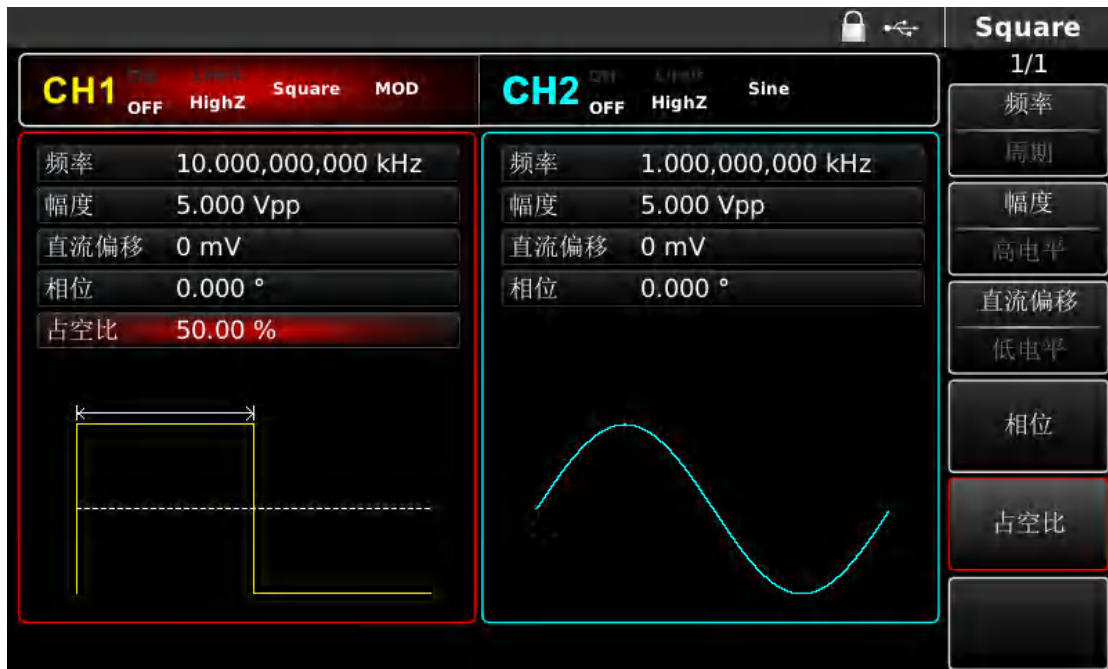 Square
1/1
CH1 ON OFF Limit HighZ Square MOD
CH2 ON OFF Limit HighZ Sine
频率 10.000,000,000 kHz
幅度 5.000 Vpp
直流偏移 0 mV
相位 0.000 °
占空比 50.00 %
频率 1.000,000,000 kHz
幅度 5.000 Vpp
直流偏移 0 mV
相位 0.000 °
频率
周期
幅度
高电平
直流偏移
低电平
相位
占空比